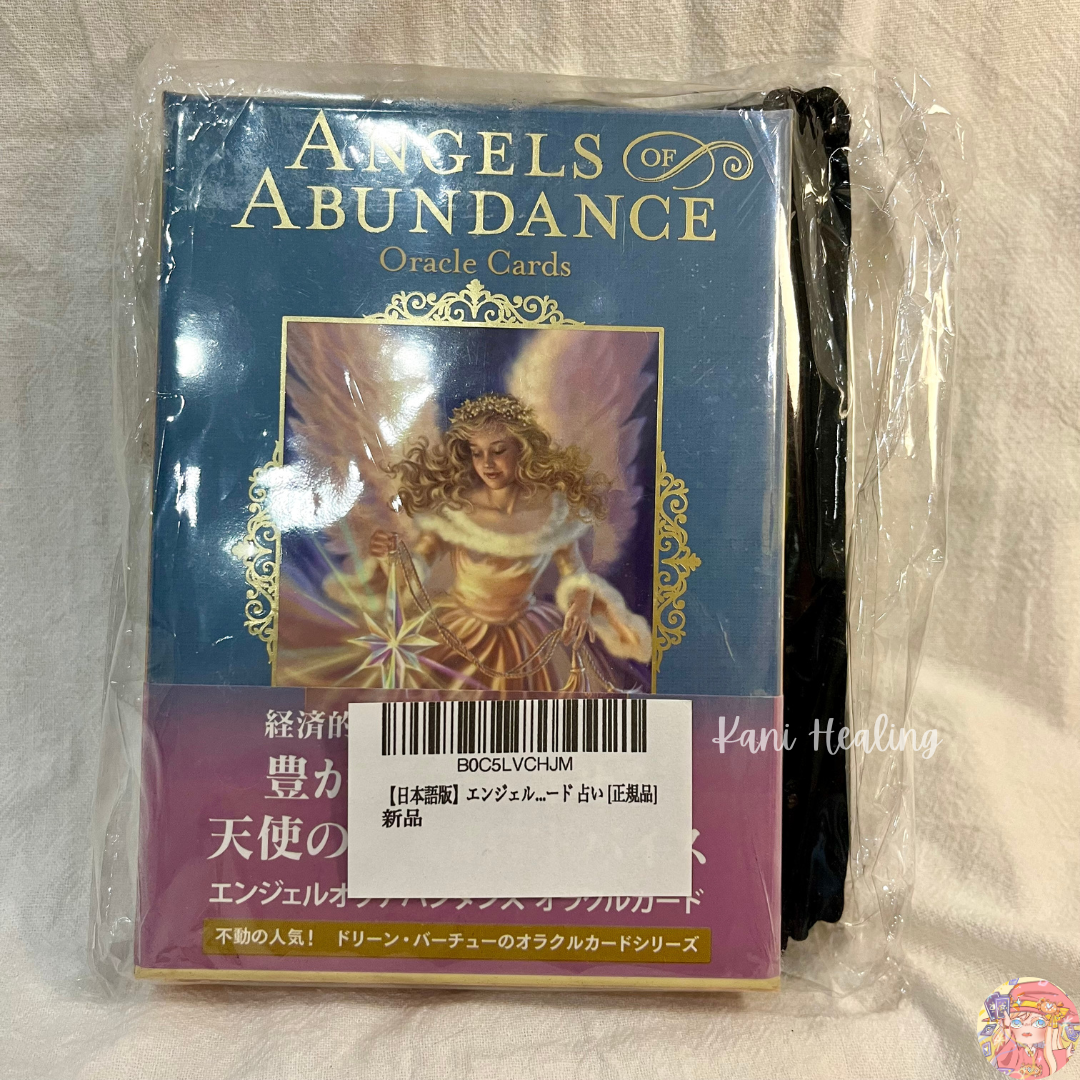 ANGELS OF
ABUNDANCE
Oracle Cards
経済的
豊か
天使の
B0C5LVCHJM
【日本語版】エンジェル...ード 占い [正規品]
新品
Kani Healing
エンジェルオブアバンダンス オラクルカード
不動の人気！ ドリーン・バーチューのオラクルカードシリーズ